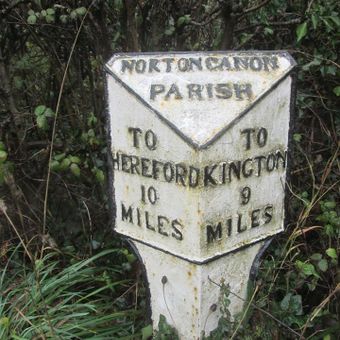 NORTON CANON
PARISH
TO
HEREFORD
10
MILES
TO
KINGTON
9
MILES